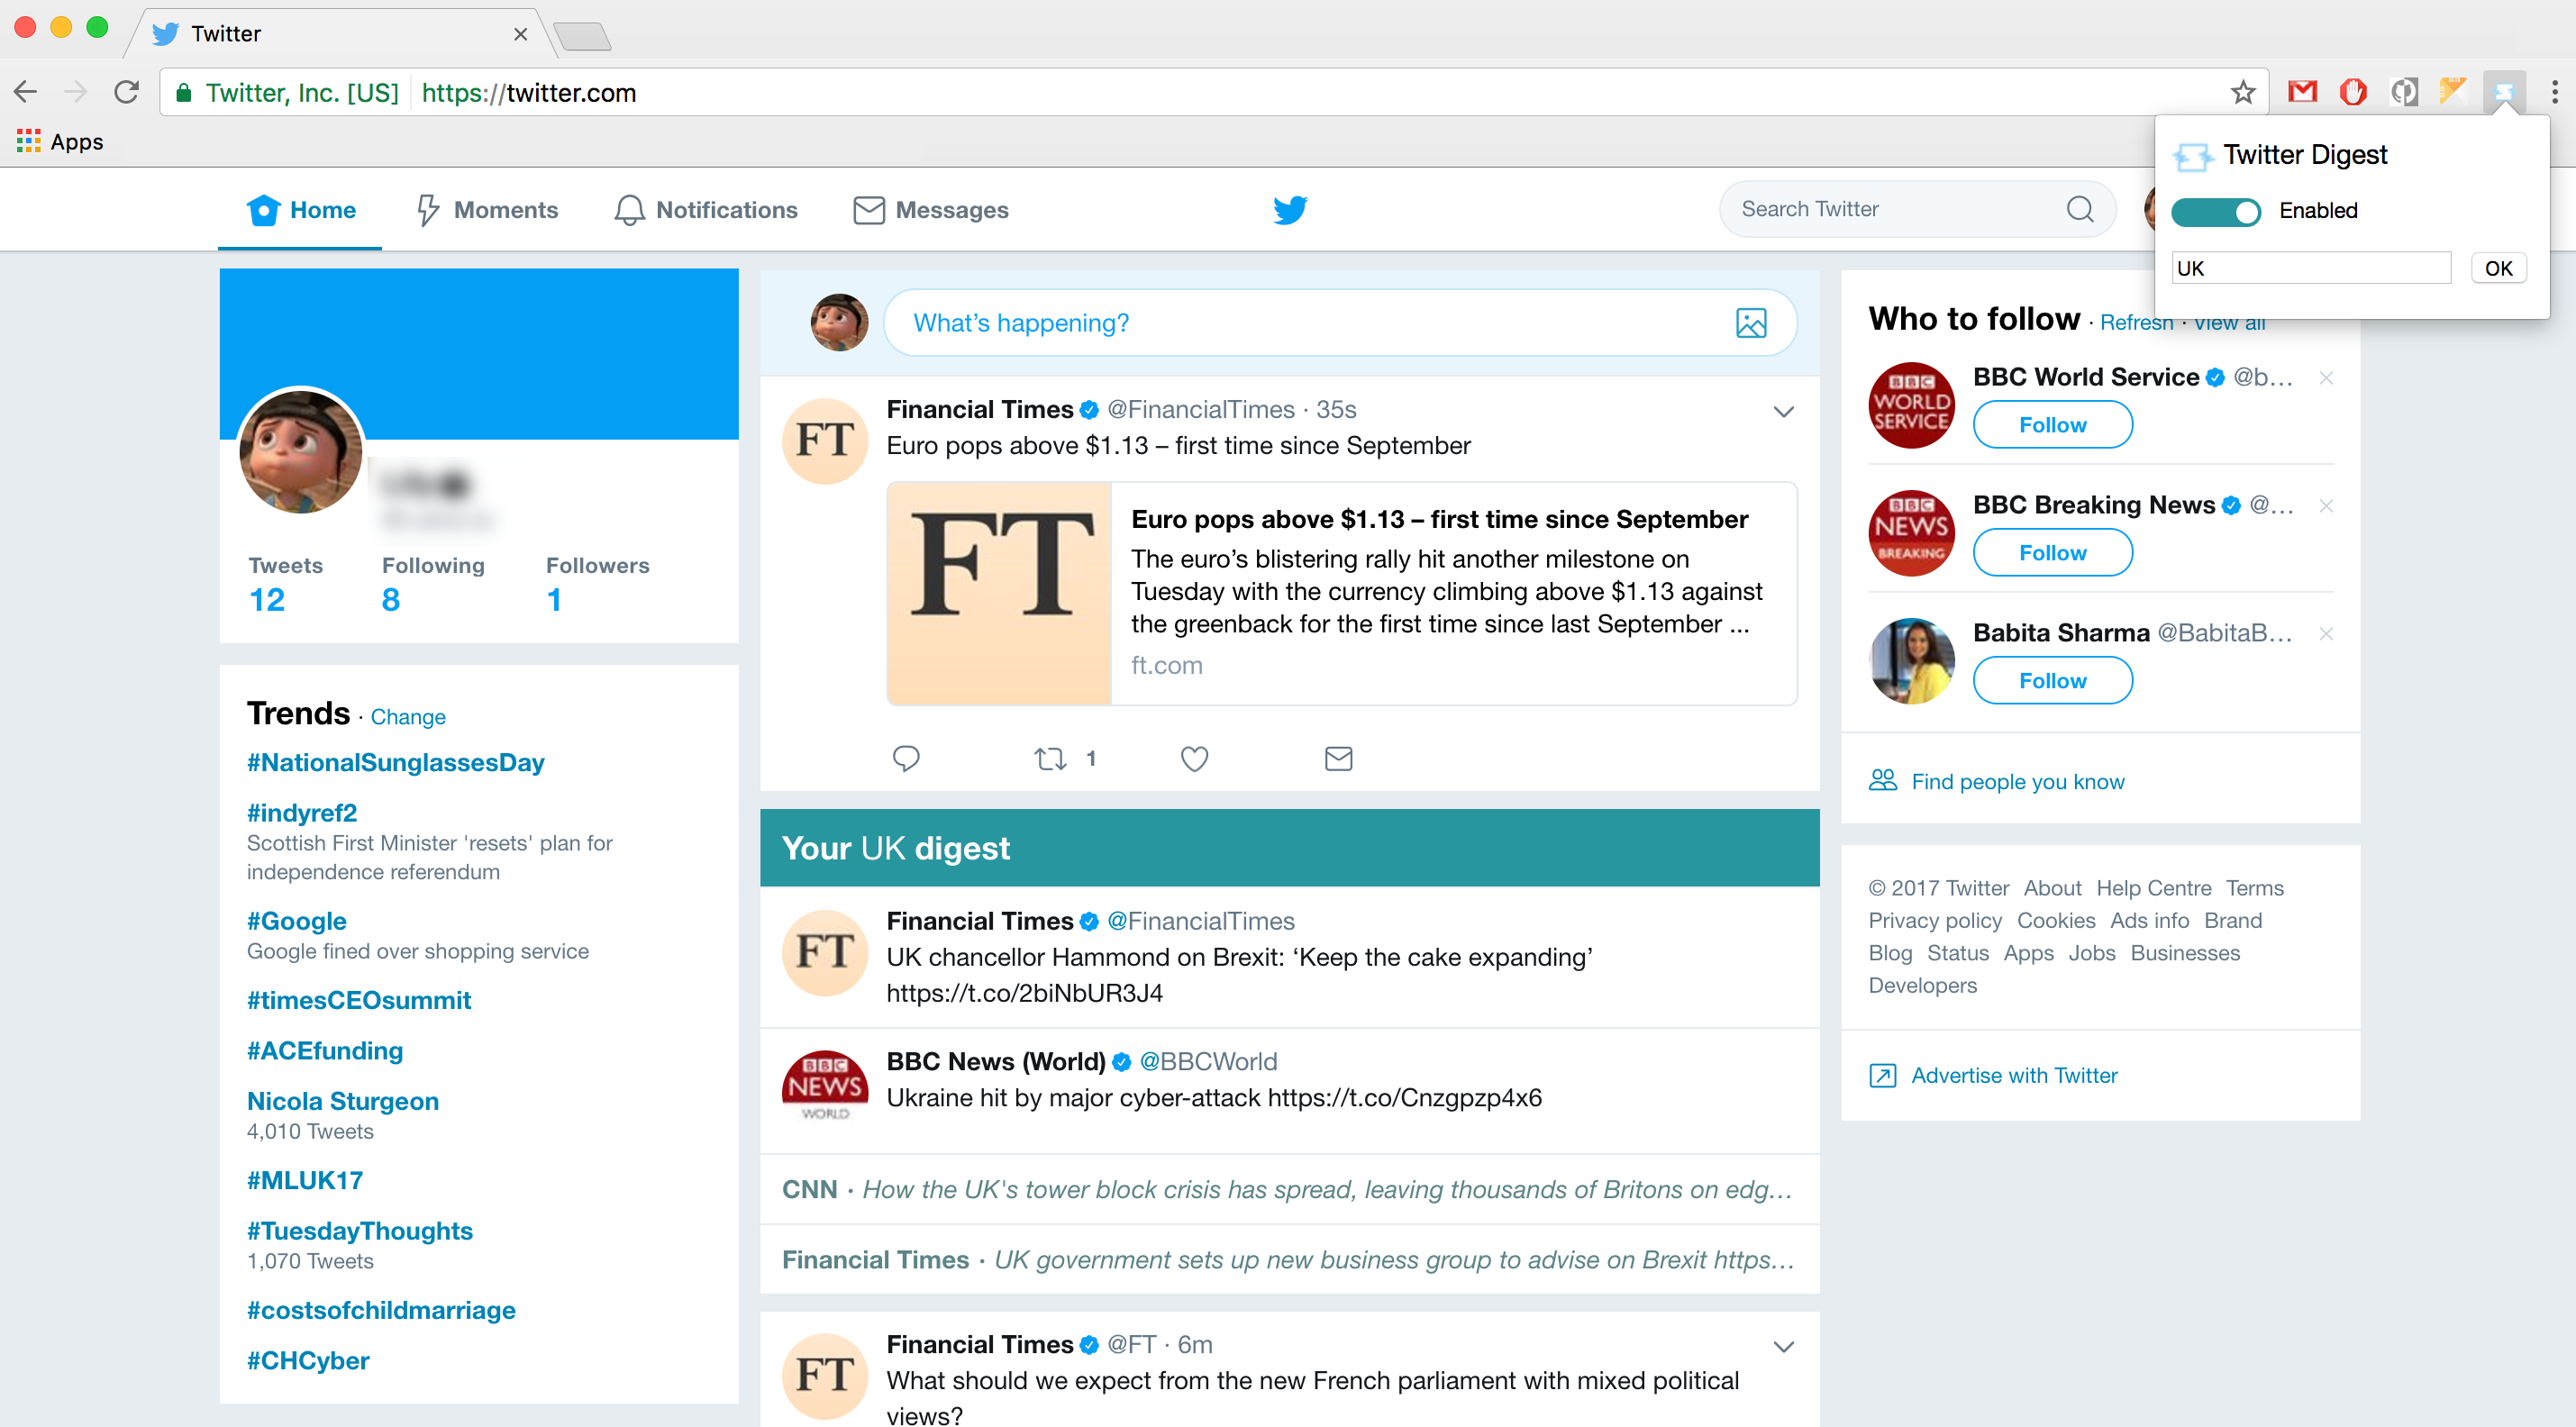 Twitter
Twitter, Inc. [US] https://twitter.com
Apps
Twitter Digest
Enabled
UK OK
Home Moments Notifications Messages Search Twitter
Tweets Following Followers
12 8 1
Trends · Change
#NationalSunglassesDay
#indyref2
Scottish First Minister 'resets' plan for
independence referendum
#Google
Google fined over shopping service
#timesCEOsummit
#ACEfunding
Nicola Sturgeon
4,010 Tweets
#MLUK17
#TuesdayThoughts
1,070 Tweets
#costsofchildmarriage
#CHCyber
What’s happening?
FT
Financial Times @FinancialTimes · 35s
Euro pops above $1.13 – first time since September
FT
Euro pops above $1.13 – first time since September
The euro’s blistering rally hit another milestone on
Tuesday with the currency climbing above $1.13 against
the greenback for the first time since last September ...
ft.com
1
Your UK digest
FT
Financial Times @FinancialTimes
UK chancellor Hammond on Brexit: ‘Keep the cake expanding’
https://t.co/2biNbUR3J4
BBC
NEWS
WORLD
BBC News (World) @BBCWorld
Ukraine hit by major cyber-attack https://t.co/Cnzgpzp4x6
CNN · How the UK's tower block crisis has spread, leaving thousands of Britons on edg...
Financial Times · UK government sets up new business group to advise on Brexit https...
FT
Financial Times @FT · 6m
What should we expect from the new French parliament with mixed political
views?
Who to follow · Refresh · View all
BBC
WORLD
SERVICE
BBC World Service @b...
Follow
BBC
NEWS
BREAKING
BBC Breaking News @...
Follow
Babita Sharma @BabitaB...
Follow
Find people you know
© 2017 Twitter About Help Centre Terms
Privacy policy Cookies Ads info Brand
Blog Status Apps Jobs Businesses
Developers
Advertise with Twitter